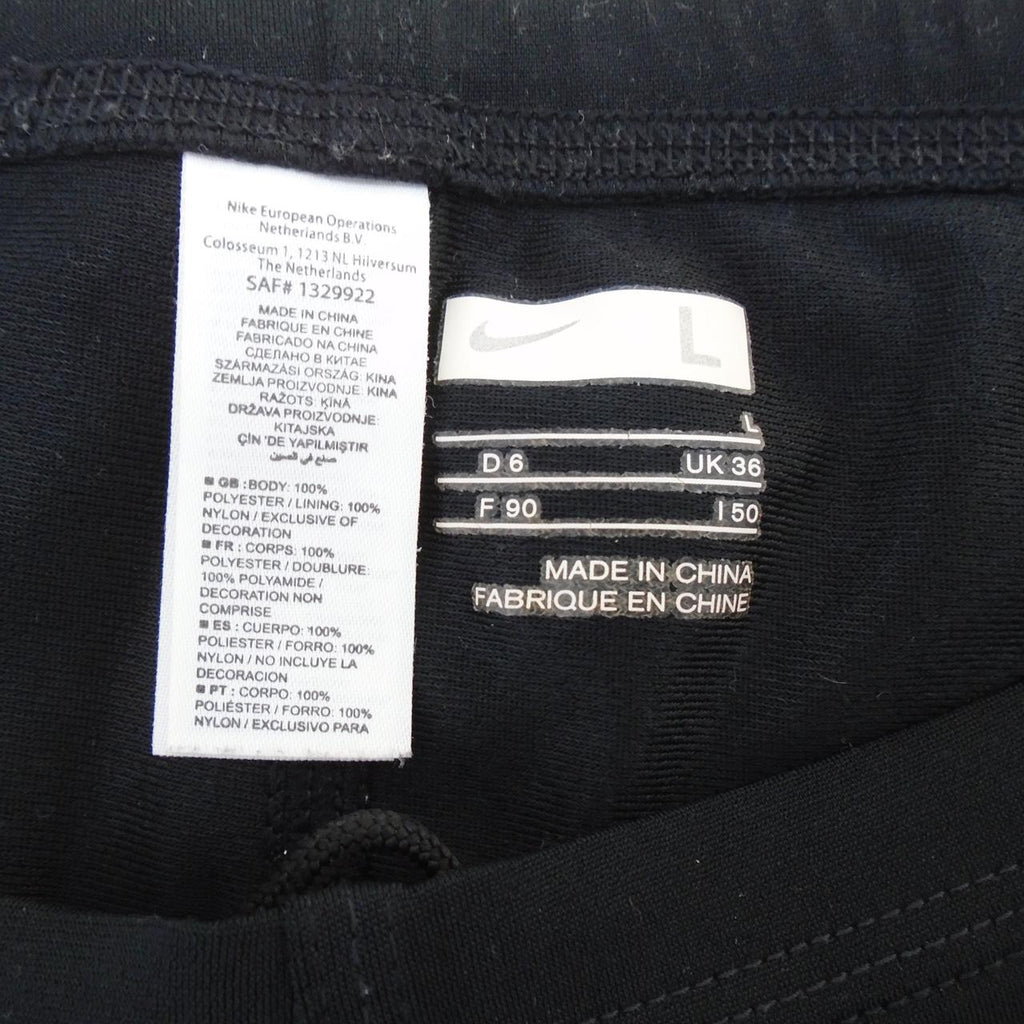 Nike European Operations
Netherlands B.V.
Colosseum 1, 1213 NL Hilversum
The Netherlands
SAF# 1329922
MADE IN CHINA
FABRIQUE EN CHINE
FABRICADO NA CHINA
СДЕЛАНО В КИТАЕ
SZÁRMAZÁSI ORSZÁG: KINA
ZEMLJA PROIZVODNJE: KINA
RAŽOTS: ĶĪNĀ
DRŽAVA PROIZVODNJE:
KITAJSKA
ÇİN 'DE YAPILMIŞTIR
صنع في الصين
GB : BODY: 100%
POLYESTER / LINING: 100%
NYLON / EXCLUSIVE OF
DECORATION
FR : CORPS: 100%
POLYESTER / DOUBLURE:
100% POLYAMIDE /
DECORATION NON
COMPRISE
ES : CUERPO: 100%
POLIESTER / FORRO: 100%
NYLON / NO INCLUYE LA
DECORACION
PT : CORPO: 100%
POLIÉSTER / FORRO: 100%
NYLON / EXCLUSIVO PARA
L
L
D 6 UK 36
F 90 I 50
MADE IN CHINA
FABRIQUE EN CHINE